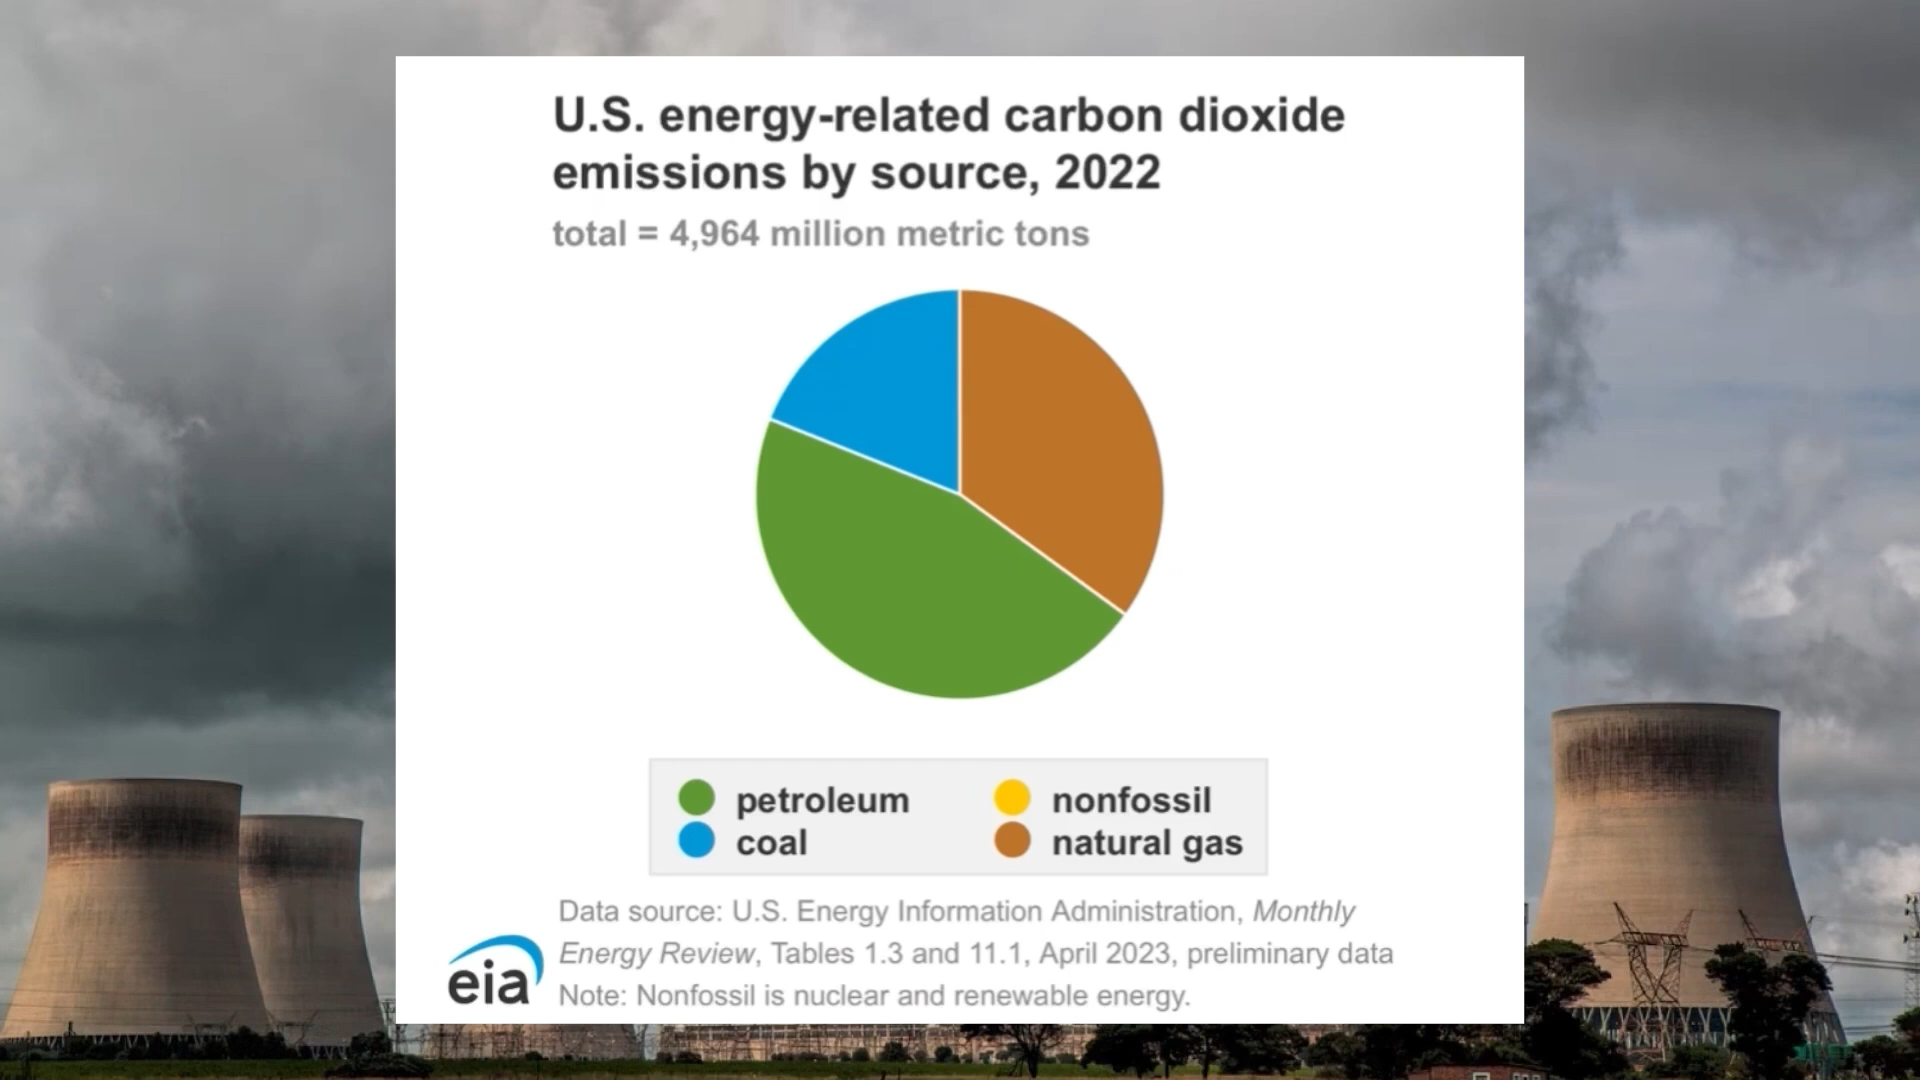 U.S. energy-related carbon dioxide
emissions by source, 2022
total = 4,964 million metric tons
petroleum
nonfossil
coal
natural gas
Data source: U.S. Energy Information Administration, Monthly
Energy Review, Tables 1.3 and 11.1, April 2023, preliminary data
Note: Nonfossil is nuclear and renewable energy.
eia